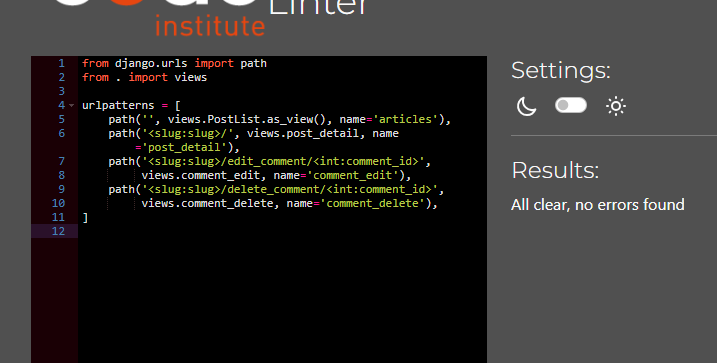 Linter
institute
1 from django.urls import path
2 from . import views
3
4 urlpatterns = [
5 path('', views.PostList.as_view(), name='articles'),
6 path('<slug:slug>/', views.post_detail, name
='post_detail'),
7 path('<slug:slug>/edit_comment/<int:comment_id>',
8 views.comment_edit, name='comment_edit'),
9 path('<slug:slug>/delete_comment/<int:comment_id>',
10 views.comment_delete, name='comment_delete'),
11 ]
12
Settings:
Results:
All clear, no errors found